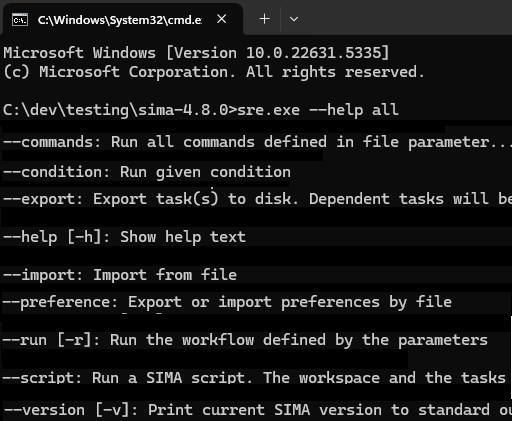 C:\Windows\System32\cmd.e:
Microsoft Windows [Version 10.0.22631.5335]
(c) Microsoft Corporation. All rights reserved.
C:\dev\testing\sima-4.8.0>sre.exe --help all
--commands: Run all commands defined in file parameter...
--condition: Run given condition
--export: Export task(s) to disk. Dependent tasks will be
--help [-h]: Show help text
--import: Import from file
--preference: Export or import preferences by file
--run [-r]: Run the workflow defined by the parameters
--script: Run a SIMA script. The workspace and the tasks
--version [-v]: Print current SIMA version to standard ou